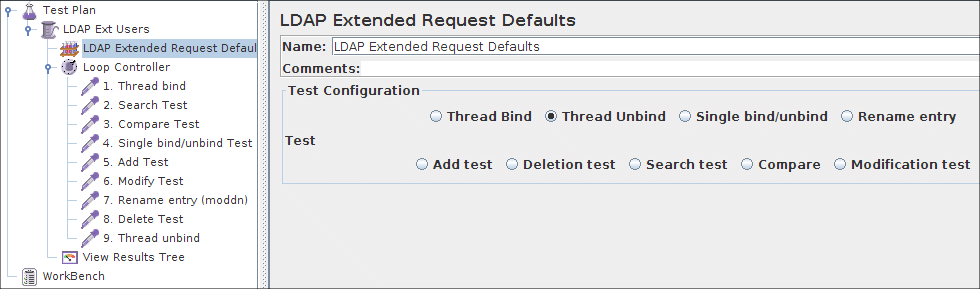 Test Plan
LDAP Ext Users
LDAP Extended Request Defaul
Loop Controller
1. Thread bind
2. Search Test
3. Compare Test
4. Single bind/unbind Test
5. Add Test
6. Modify Test
7. Rename entry (moddn)
8. Delete Test
9. Thread unbind
View Results Tree
WorkBench
LDAP Extended Request Defaults
Name: LDAP Extended Request Defaults
Comments:
Test Configuration
Thread Bind Thread Unbind Single bind/unbind Rename entry
Test
Add test Deletion test Search test Compare Modification test